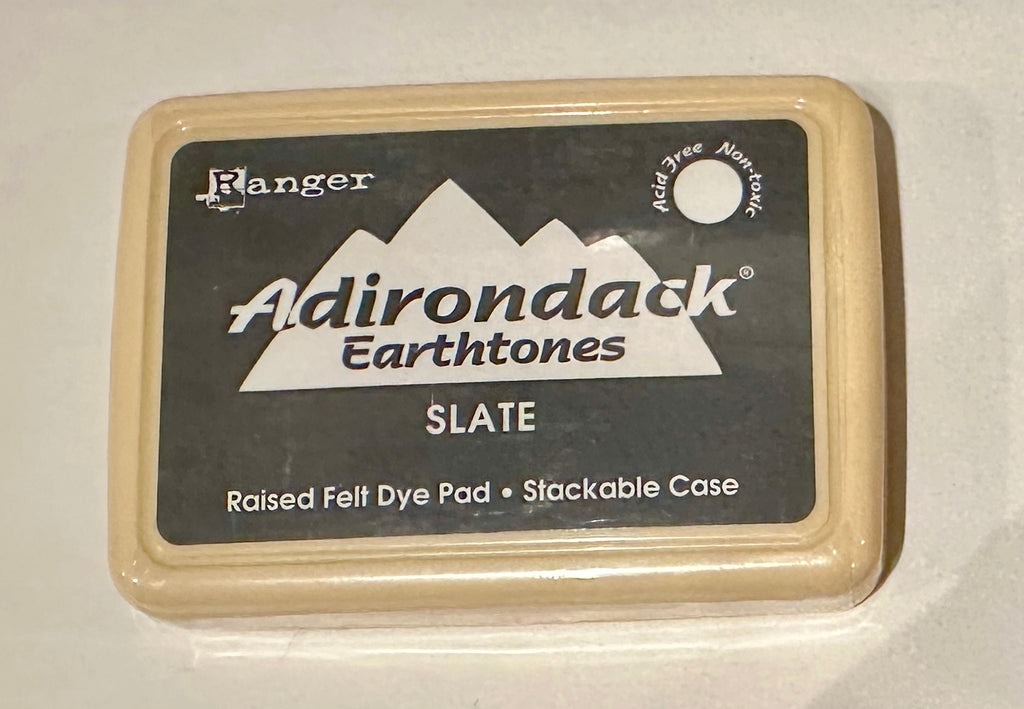 Ranger
Acid Free Non-toxic
Adirondack®
Earthtones
SLATE
Raised Felt Dye Pad • Stackable Case